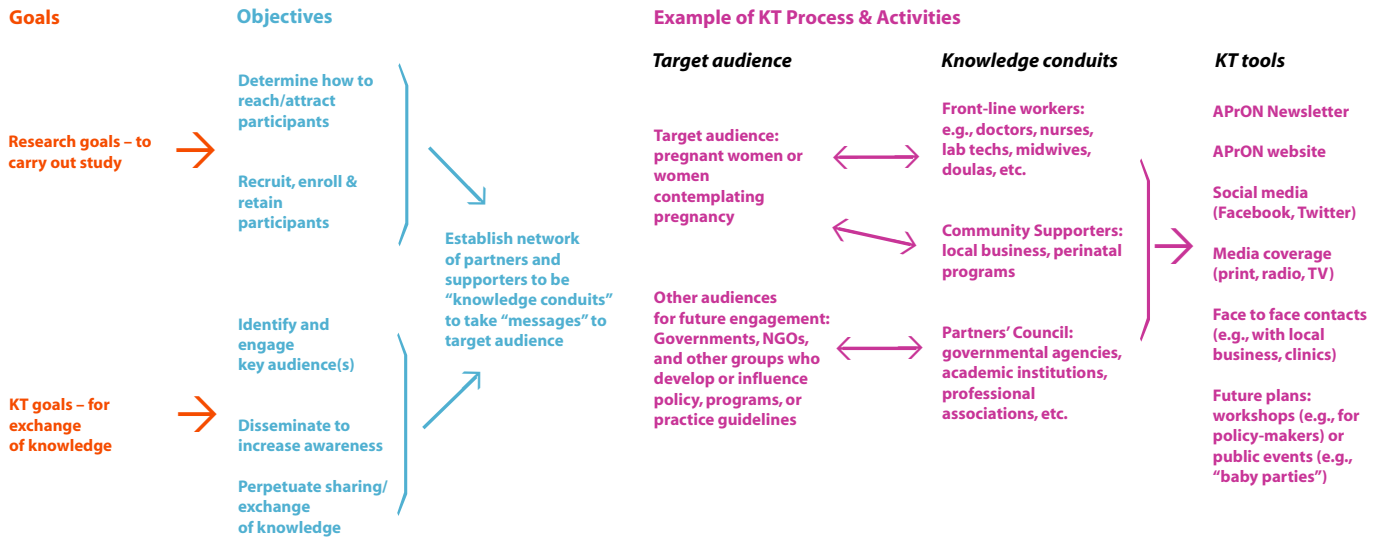 Goals
Objectives
Example of KT Process & Activities
Target audience
Knowledge conduits
KT tools
Research goals – to
carry out study
KT goals – for
exchange
of knowledge
Determine how to
reach/attract
participants
Recruit, enroll &
retain
participants
Identify and
engage
key audience(s)
Disseminate to
increase awareness
Perpetuate sharing/
exchange
of knowledge
Establish network
of partners and
supporters to be
“knowledge conduits”
to take “messages” to
target audience
Target audience:
pregnant women or
women
contemplating
pregnancy
Other audiences
for future engagement:
Governments, NGOs,
and other groups who
develop or influence
policy, programs, or
practice guidelines
Front-line workers:
e.g., doctors, nurses,
lab techs, midwives,
doulas, etc.
Community Supporters:
local business, perinatal
programs
Partners’ Council:
governmental agencies,
academic institutions,
professional
associations, etc.
APrON Newsletter
APrON website
Social media
(Facebook, Twitter)
Media coverage
(print, radio, TV)
Face to face contacts
(e.g., with local
business, clinics)
Future plans:
workshops (e.g., for
policy-makers) or
public events (e.g.,
“baby parties”)